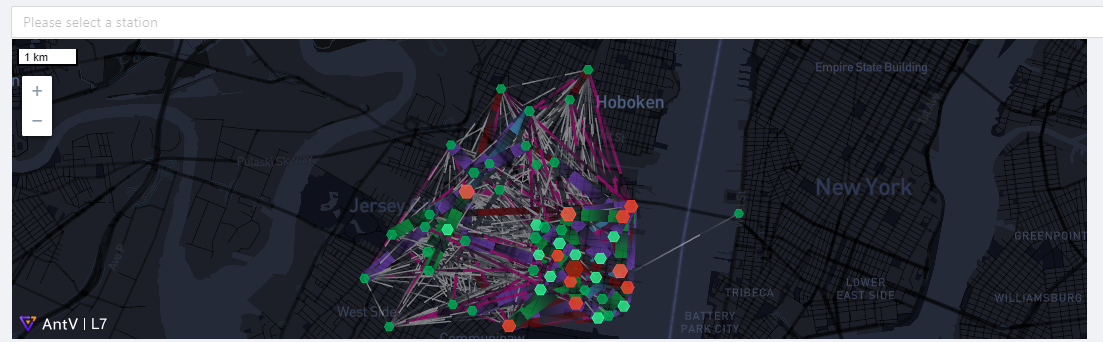 Please select a station
1 km
+
−
Empire State Building
Hoboken
Pulaski Skyway
Jersey
New York
GREENPOINT
West Side
TRIBECA
LOWER
EAST SIDE
WILLIAMSBURG
BATTERY
PARK CITY
Communipaw
AntV | L7